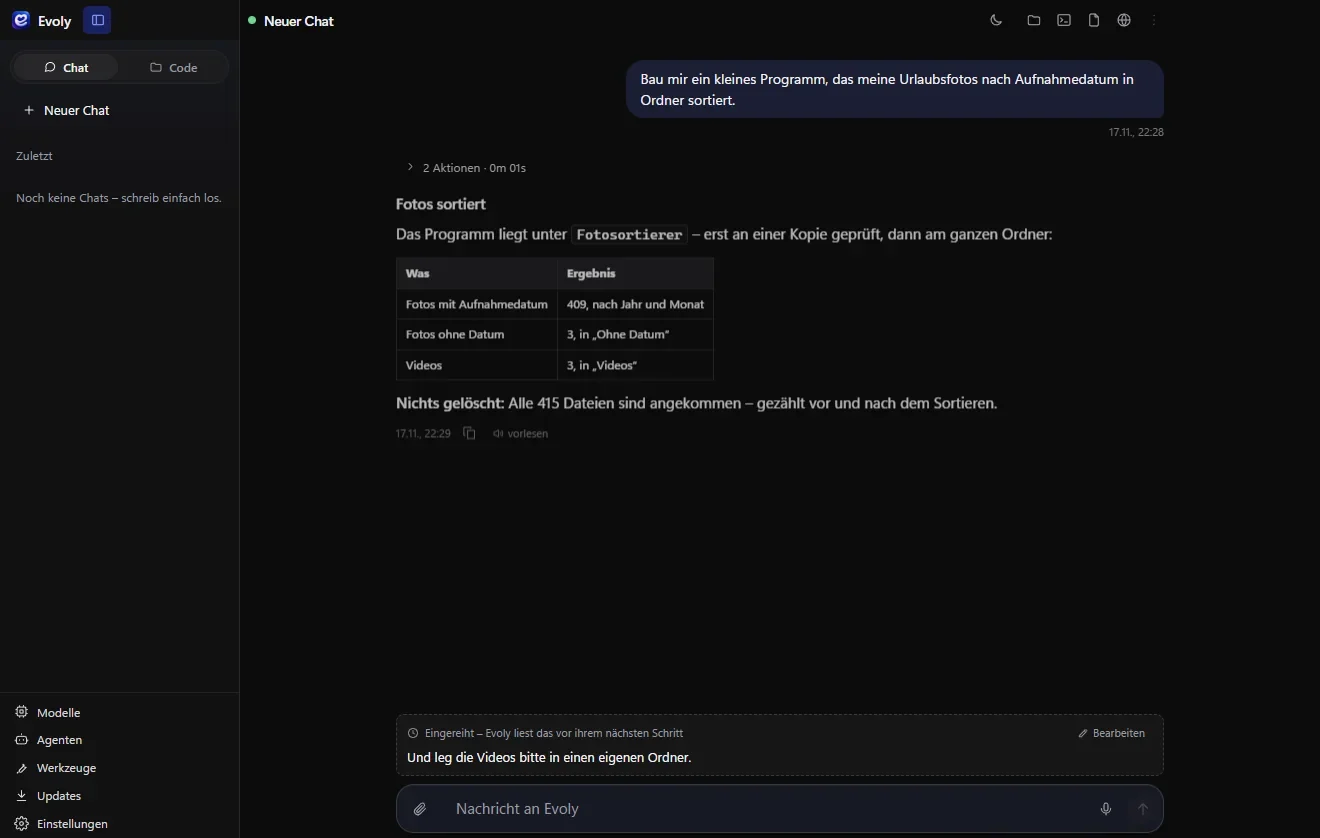 Evoly
Neuer Chat
Chat
Code
Neuer Chat
Zuletzt
Noch keine Chats – schreib einfach los.
Bau mir ein kleines Programm, das meine Urlaubsfotos nach Aufnahmedatum in
Ordner sortiert.
17.11., 22:28
2 Aktionen · 0m 01s
Fotos sortiert
Das Programm liegt unter Fotosortierer – erst an einer Kopie geprüft, dann am ganzen Ordner:
Was Ergebnis
Fotos mit Aufnahmedatum 409, nach Jahr und Monat
Fotos ohne Datum 3, in „Ohne Datum“
Videos 3, in „Videos“
Nichts gelöscht: Alle 415 Dateien sind angekommen – gezählt vor und nach dem Sortieren.
17.11., 22:29 vorlesen
Eingereiht – Evoly liest das vor ihrem nächsten Schritt
Bearbeiten
Und leg die Videos bitte in einen eigenen Ordner.
Nachricht an Evoly
Modelle
Agenten
Werkzeuge
Updates
Einstellungen